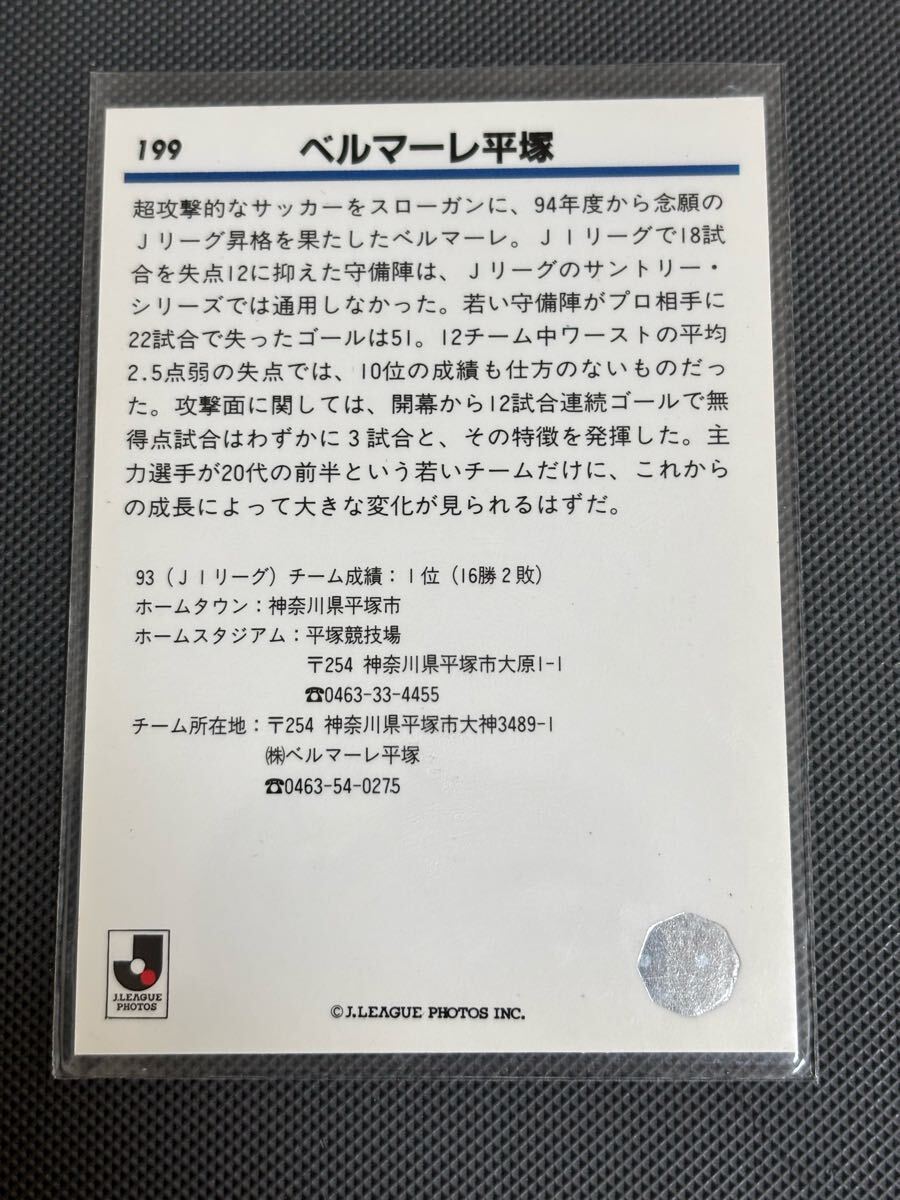 199 ベルマーレ平塚
超攻撃的なサッカーをスローガンに、94年度から念願の
Jリーグ昇格を果たしたベルマーレ。J1リーグで18試
合を失点12に抑えた守備陣は、Jリーグのサントリー・
シリーズでは通用しなかった。若い守備陣がプロ相手に
22試合で失ったゴールは51。12チーム中ワーストの平均
2.5点弱の失点では、10位の成績も仕方のないものだっ
た。攻撃面に関しては、開幕から12試合連続ゴールで無
得点試合はわずかに3試合と、その特徴を発揮した。主
力選手が20代の前半という若いチームだけに、これから
の成長によって大きな変化が見られるはずだ。
93（J1リーグ）チーム成績：1位（16勝2敗）
ホームタウン：神奈川県平塚市
ホームスタジアム：平塚競技場
〒254 神奈川県平塚市大原1-1
☎0463-33-4455
チーム所在地：〒254 神奈川県平塚市大神3489-1
㈱ベルマーレ平塚
☎0463-54-0275
J.LEAGUE
PHOTOS
©J.LEAGUE PHOTOS INC.